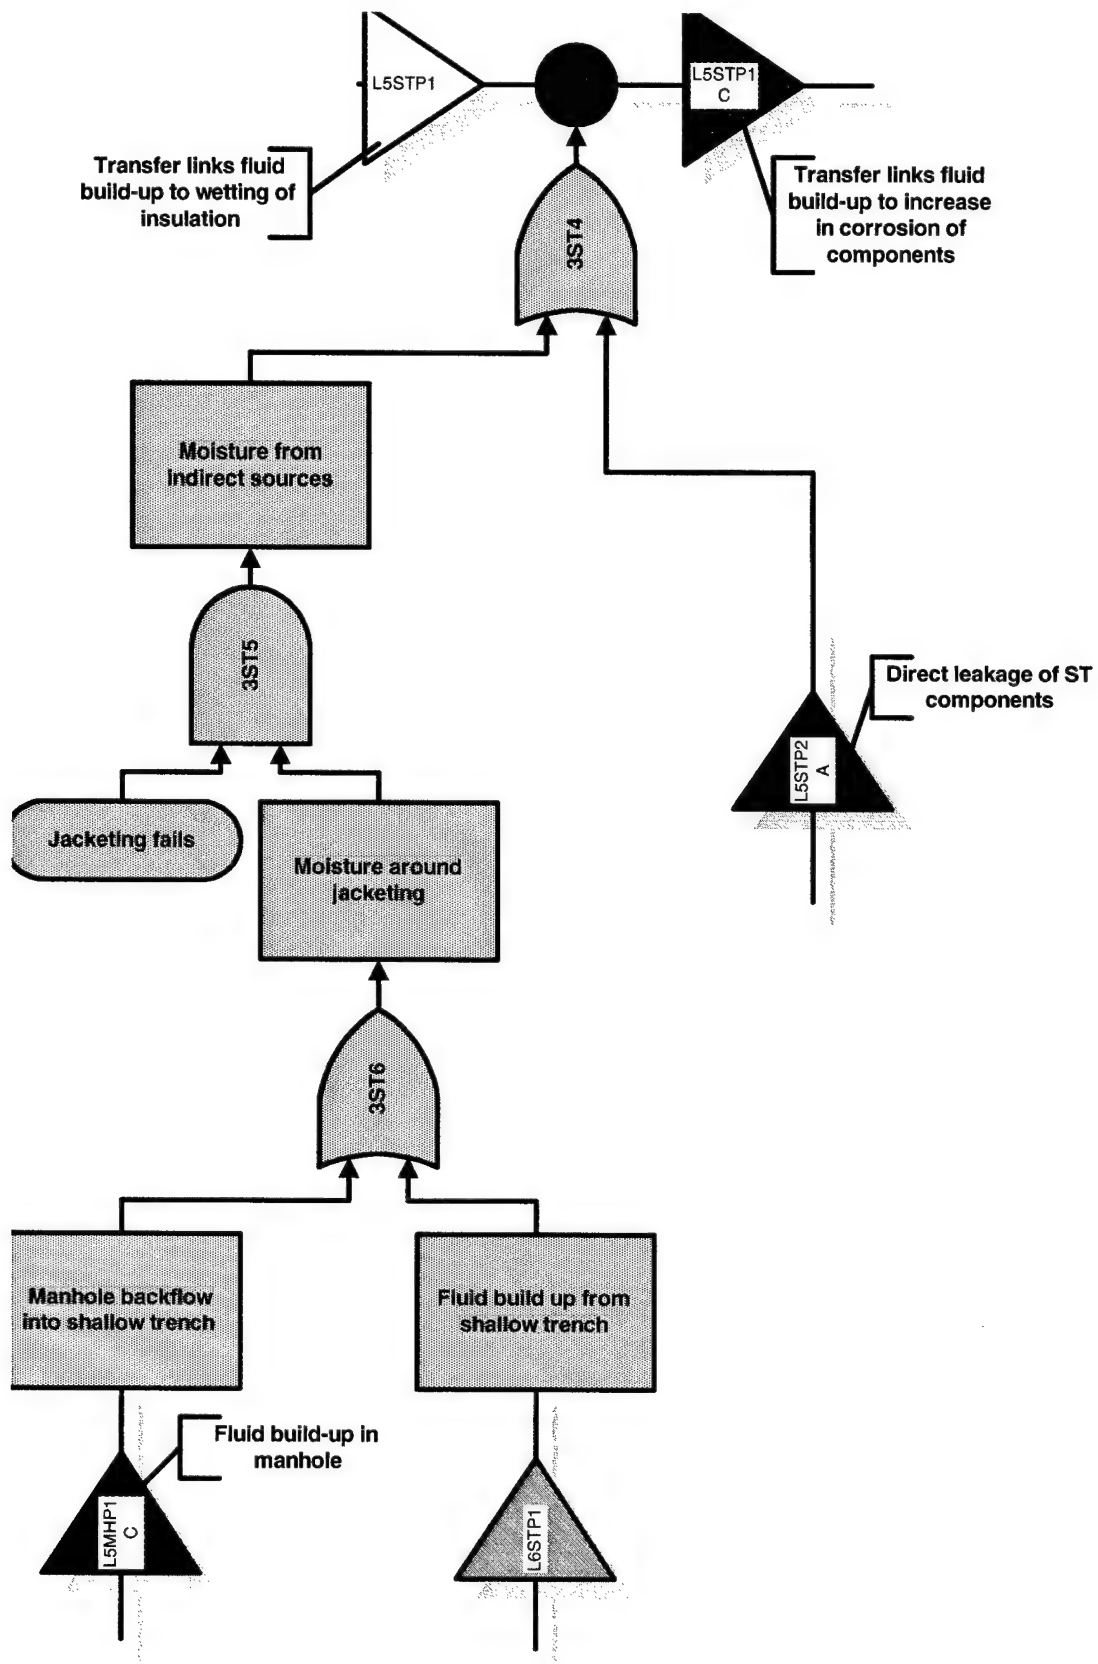 L5STP1
L5STP1
C
Transfer links fluid
build-up to wetting of
insulation
Transfer links fluid
build-up to increase
in corrosion of
components
3ST4
Moisture from
indirect sources
3ST5
Direct leakage of ST
components
L5STP2
A
Jacketing fails
Moisture around
jacketing
3ST6
Manhole backflow
into shallow trench
Fluid build up from
shallow trench
Fluid build-up in
manhole
L5MHP1
C
L6STP1